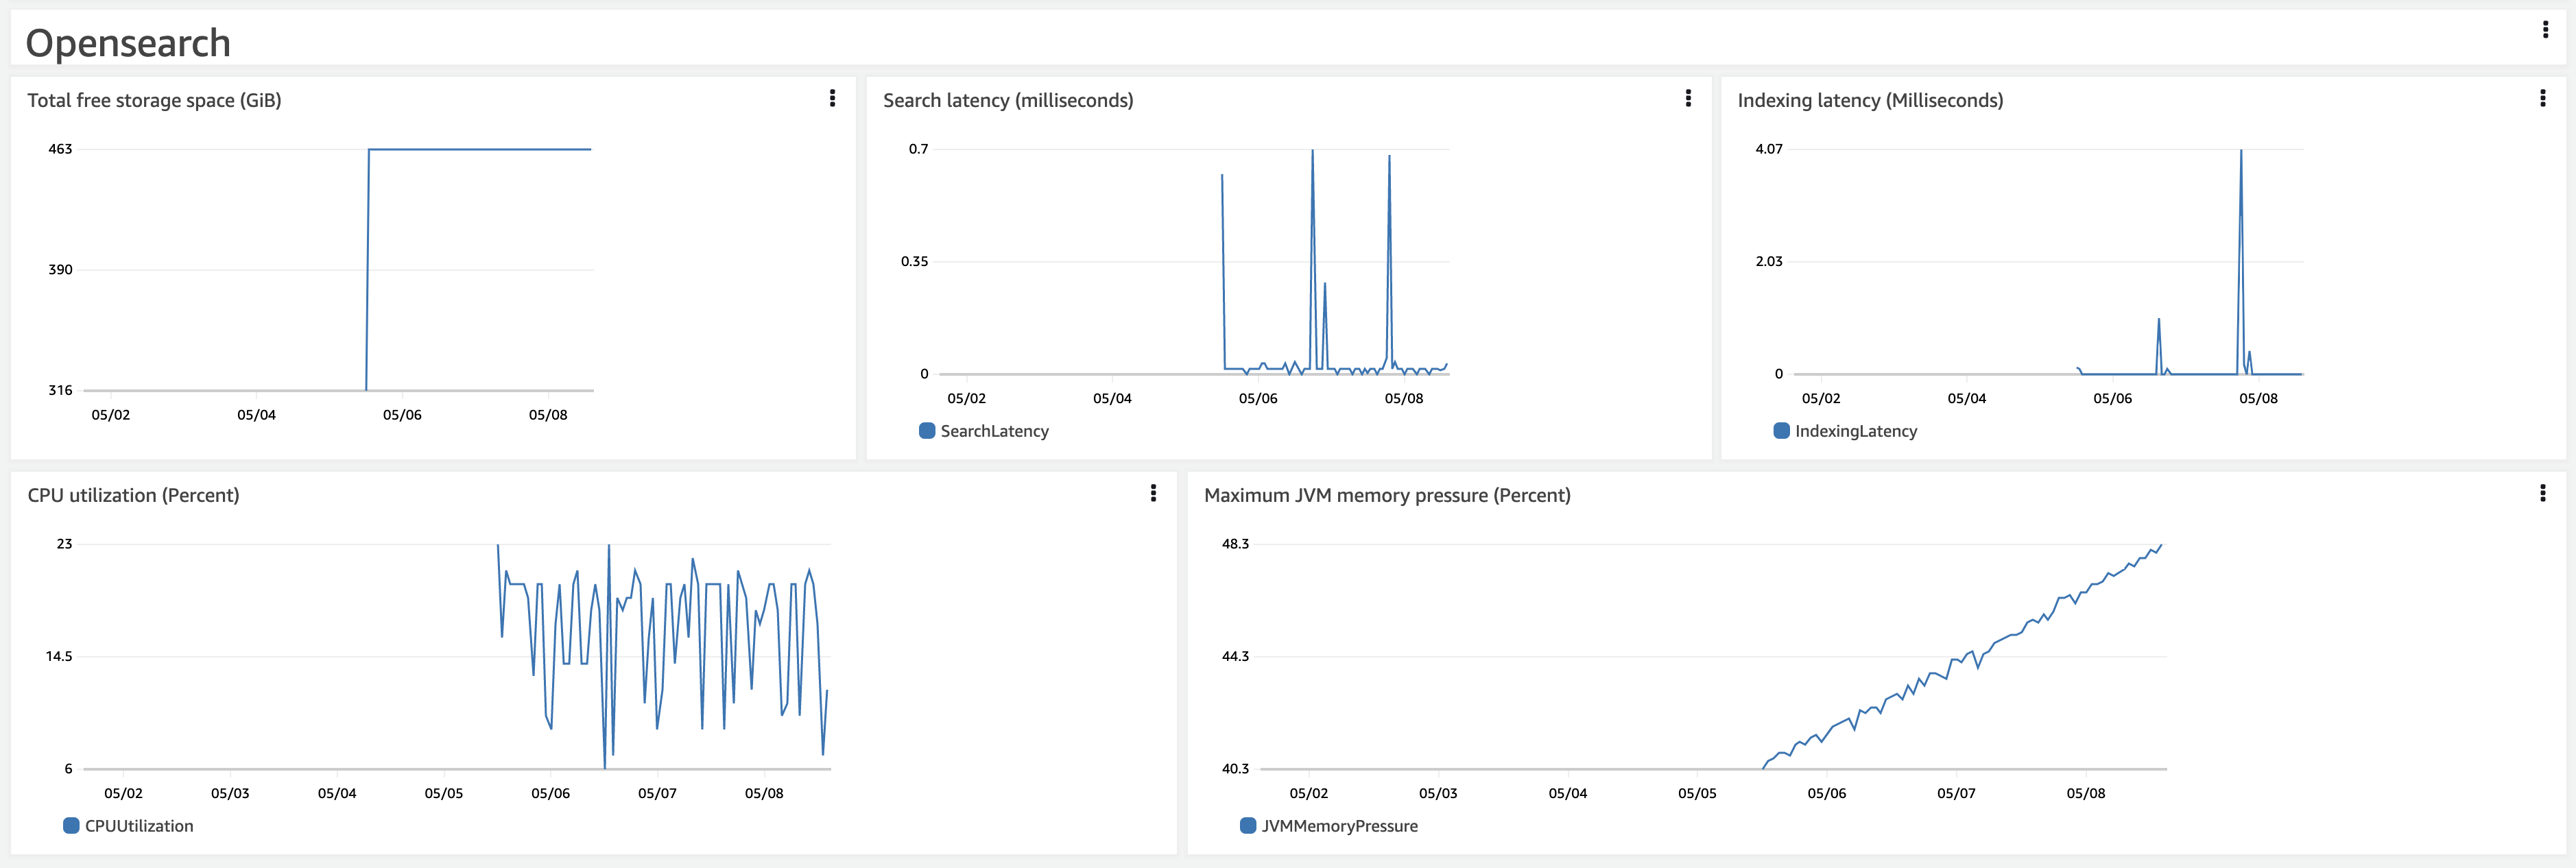 Opensearch
Total free storage space (GiB)
463
390
316
05/02 05/04 05/06 05/08
Search latency (milliseconds)
0.7
0.35
0
05/02 05/04 05/06 05/08
SearchLatency
Indexing latency (Milliseconds)
4.07
2.03
0
05/02 05/04 05/06 05/08
IndexingLatency
CPU utilization (Percent)
23
14.5
6
05/02 05/03 05/04 05/05 05/06 05/07 05/08
CPUUtilization
Maximum JVM memory pressure (Percent)
48.3
44.3
40.3
05/02 05/03 05/04 05/05 05/06 05/07 05/08
JVMMemoryPressure